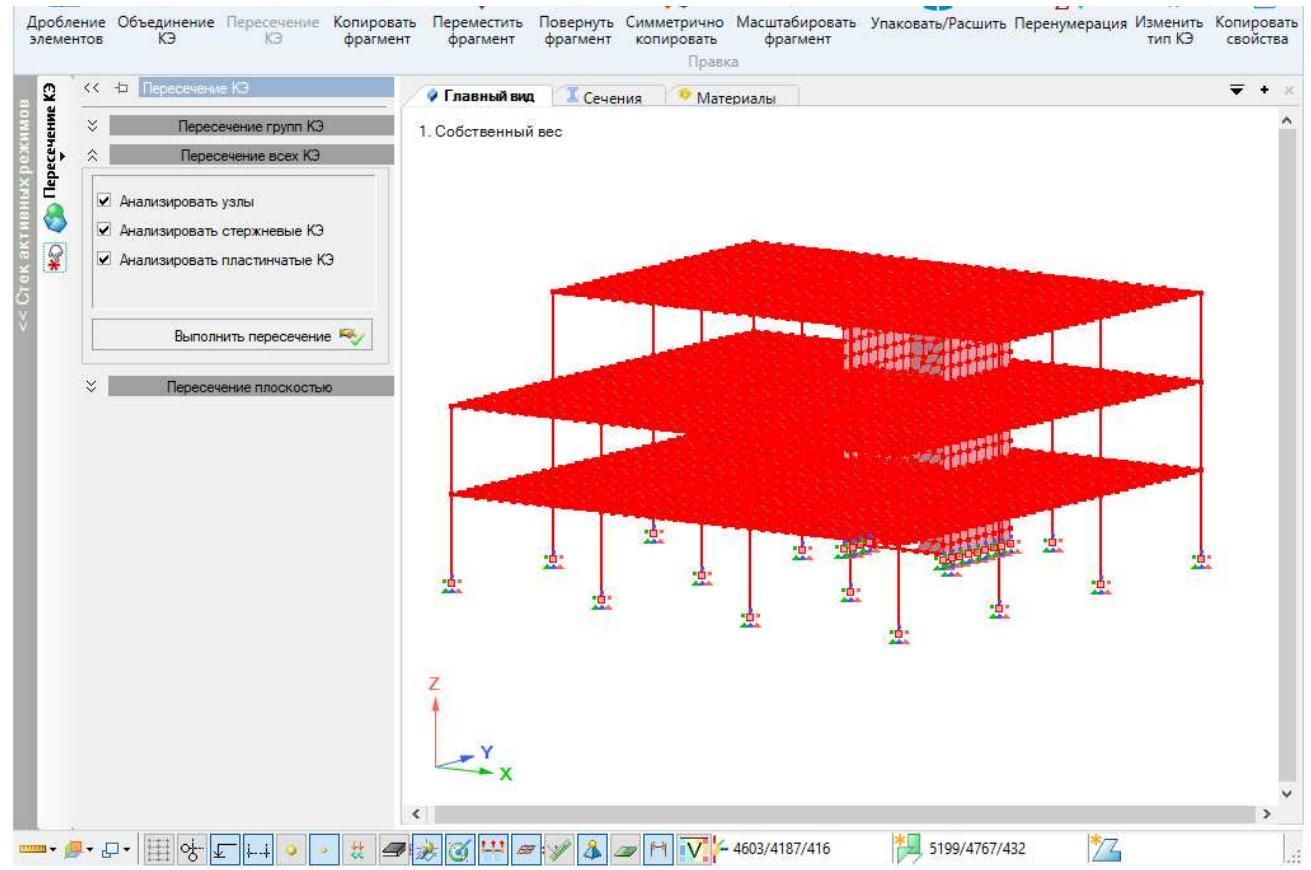 Дробление элементов
Объединение КЭ
Пересечение КЭ
Копировать фрагмент
Переместить фрагмент
Повернуть фрагмент
Симметрично копировать
Масштабировать фрагмент
Упаковать/Расшить
Перенумерация
Изменить тип КЭ
Копировать свойства
Правка
<< Стек активных режимов
Пересечение КЭ
<< Пересечение КЭ
Пересечение групп КЭ
Пересечение всех КЭ
Анализировать узлы
Анализировать стержневые КЭ
Анализировать пластинчатые КЭ
Выполнить пересечение
Пересечение плоскостью
Главный вид
Сечения
Материалы
1. Собственный вес
Z
Y
X
4603/4187/416
5199/4767/432